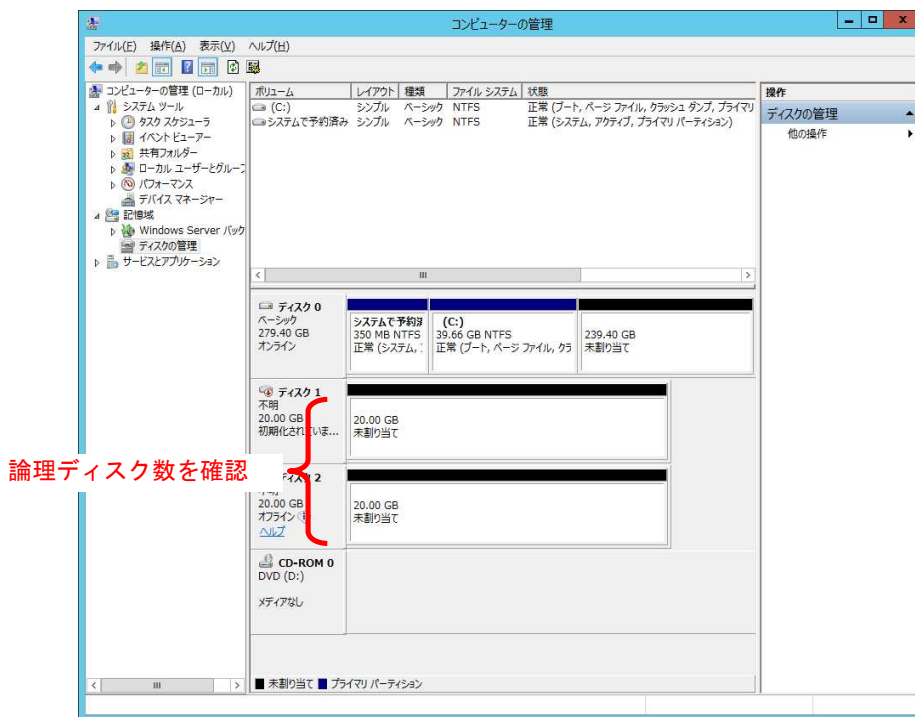 コンピューターの管理
ファイル(F) 操作(A) 表示(V) ヘルプ(H)
コンピューターの管理 (ローカル)
システム ツール
タスク スケジューラ
イベント ビューアー
共有フォルダー
ローカル ユーザーとグループ
パフォーマンス
デバイス マネージャー
記憶域
Windows Server バック
ディスクの管理
サービスとアプリケーション
ボリューム レイアウト 種類 ファイル システム 状態
(C:) シンプル ベーシック NTFS 正常 (ブート, ページ ファイル, クラッシュ ダンプ, プライマリ
システムで予約済み シンプル ベーシック NTFS 正常 (システム, アクティブ, プライマリ パーティション)
ディスク 0
ベーシック
279.40 GB
オンライン
システムで予約済
350 MB NTFS
正常 (システム,
(C:)
39.66 GB NTFS
正常 (ブート, ページ ファイル, クラ
239.40 GB
未割り当て
ディスク 1
不明
20.00 GB
初期化されていま...
20.00 GB
未割り当て
論理ディスク数を確認
ディスク 2
20.00 GB
オフライン
ヘルプ
20.00 GB
未割り当て
CD-ROM 0
DVD (D:)
メディアなし
未割り当て プライマリ パーティション
操作
ディスクの管理
他の操作